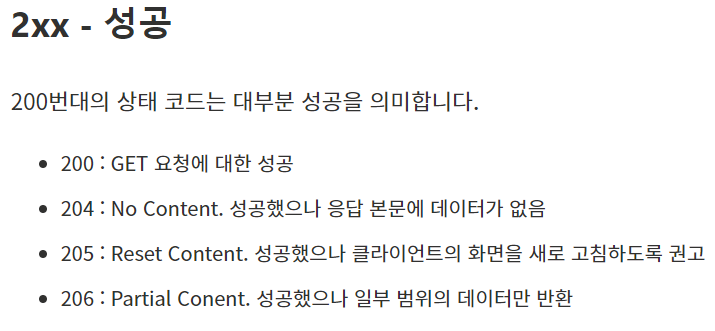 2xx - 성공
200번대의 상태 코드는 대부분 성공을 의미합니다.
• 200 : GET 요청에 대한 성공
• 204 : No Content. 성공했으나 응답 본문에 데이터가 없음
• 205 : Reset Content. 성공했으나 클라이언트의 화면을 새로 고침하도록 권고
• 206 : Partial Conent. 성공했으나 일부 범위의 데이터만 반환